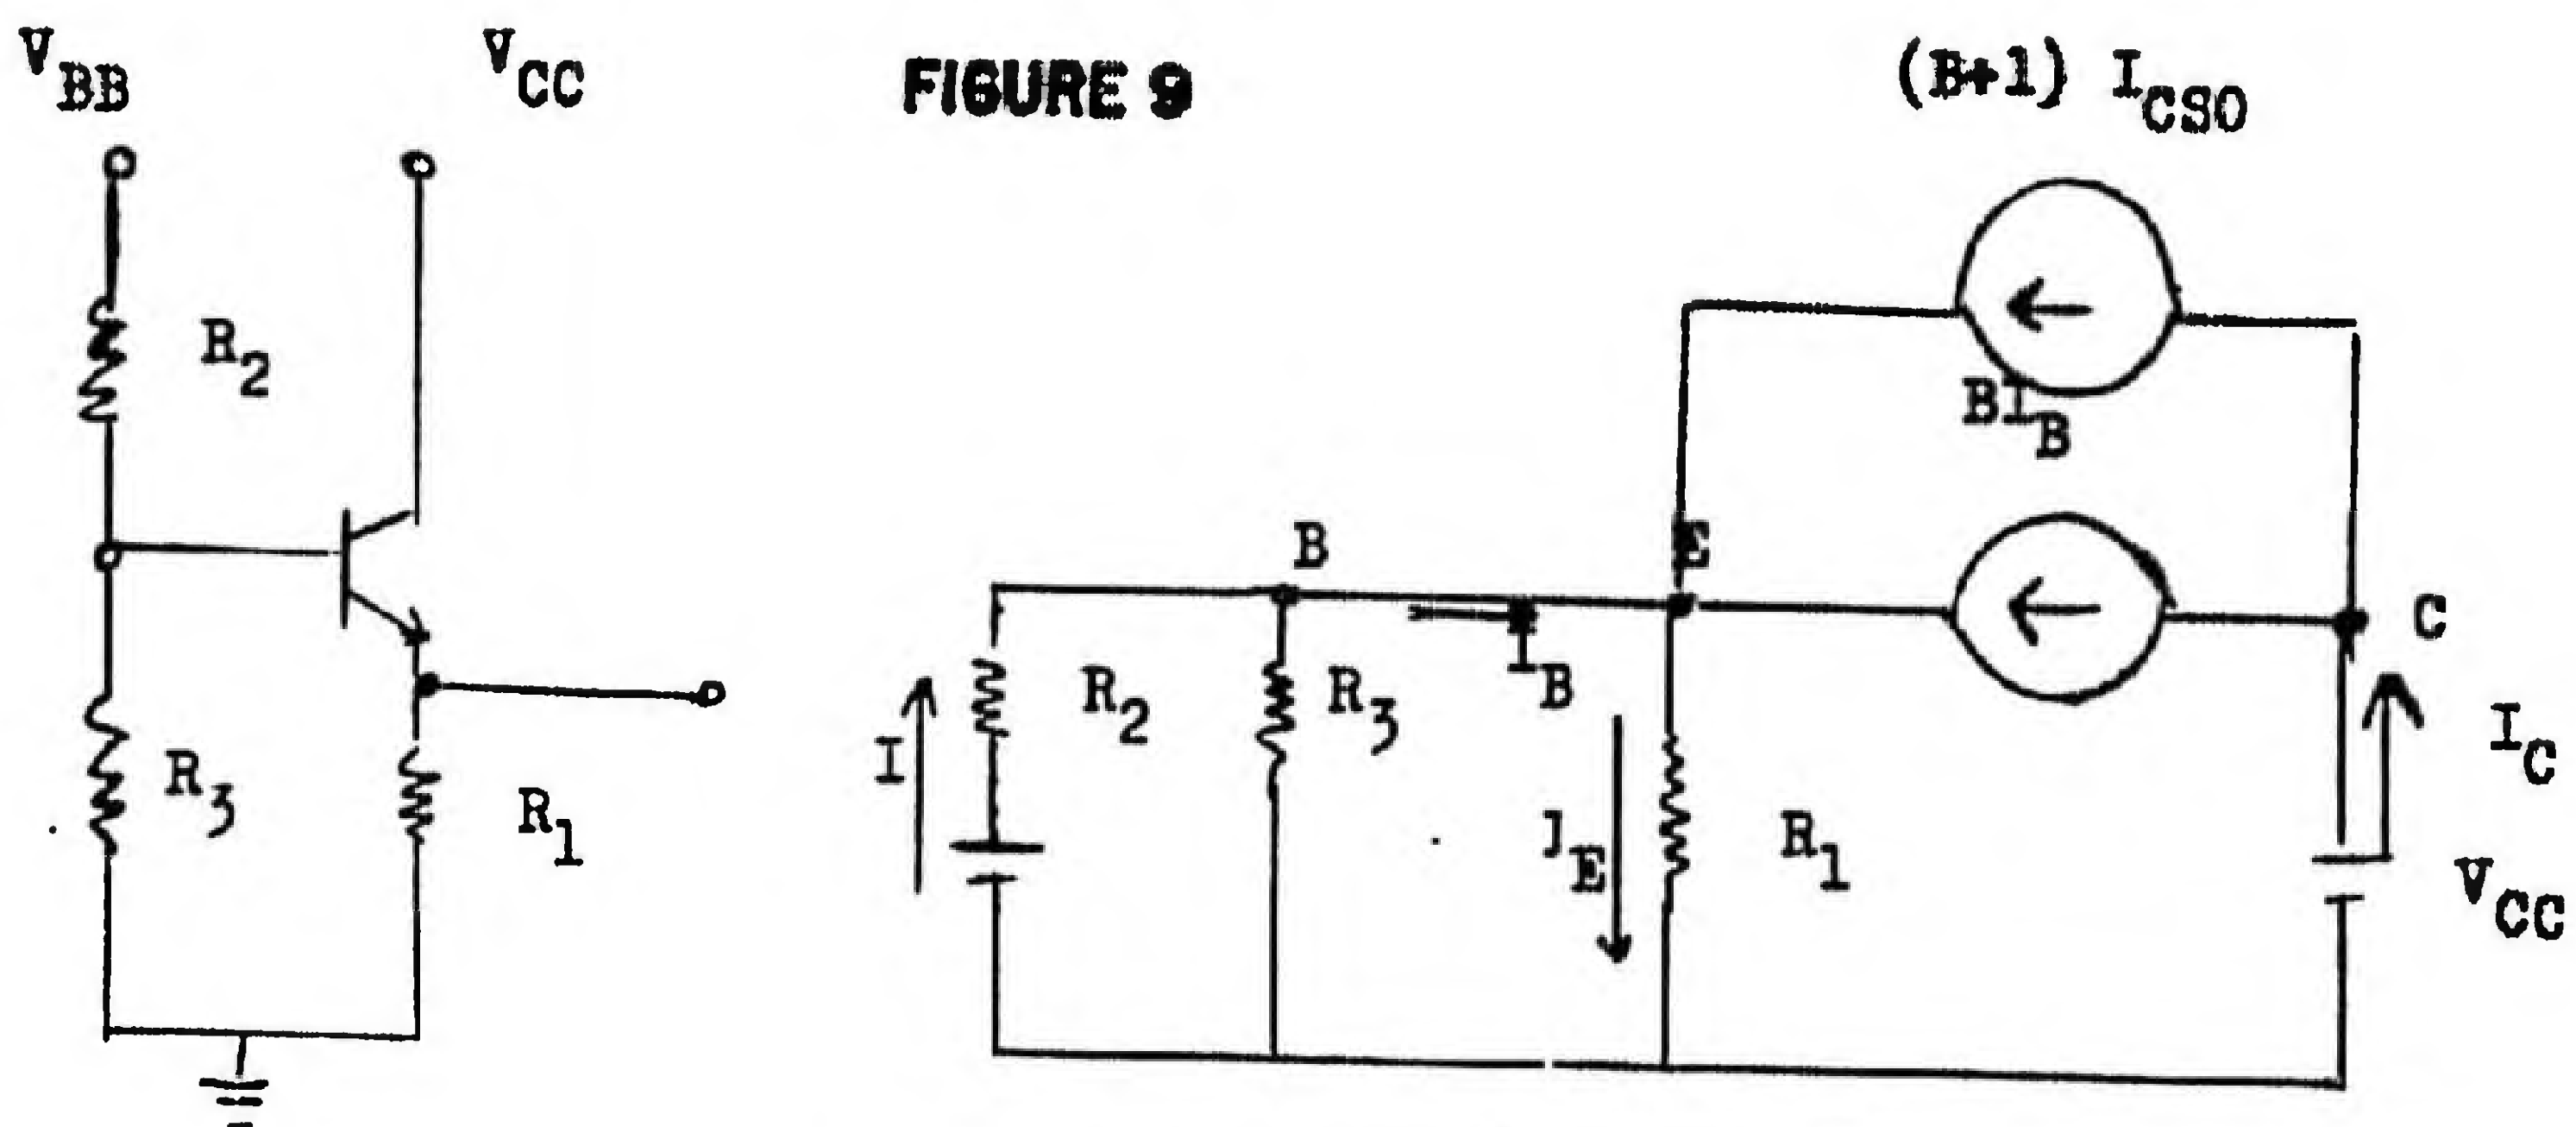 V_BB
V_CC
FIGURE 9
(B+1) I_CSO
R_2
BI_B
B
E
C
R_2
R_3
I_B
I
I_C
R_3
R_1
I_E
R_1
V_CC